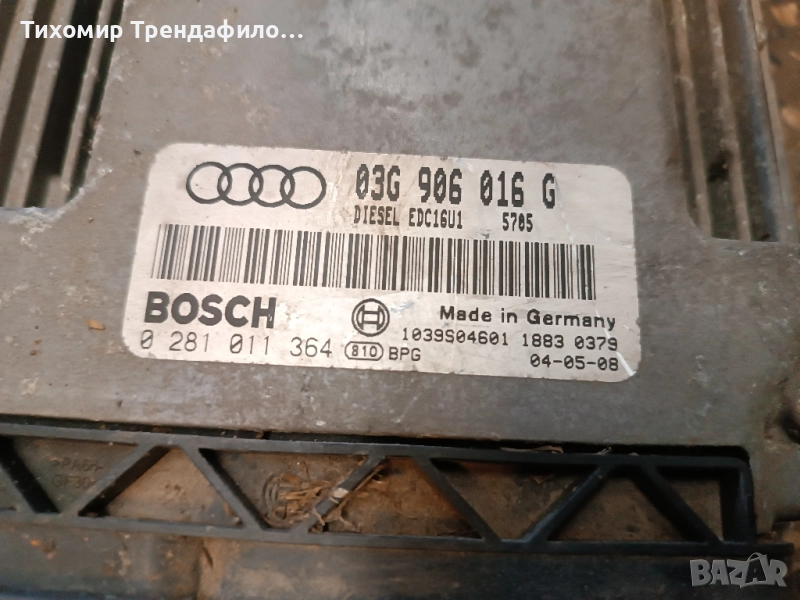 Тихомир Трендафило...
03G 906 016 G
DIESEL EDC16U1 5705
BOSCH
Made in Germany
0 281 011 364 810 BPG
1039S04601 1883 0379
04-05-08
BAZAR